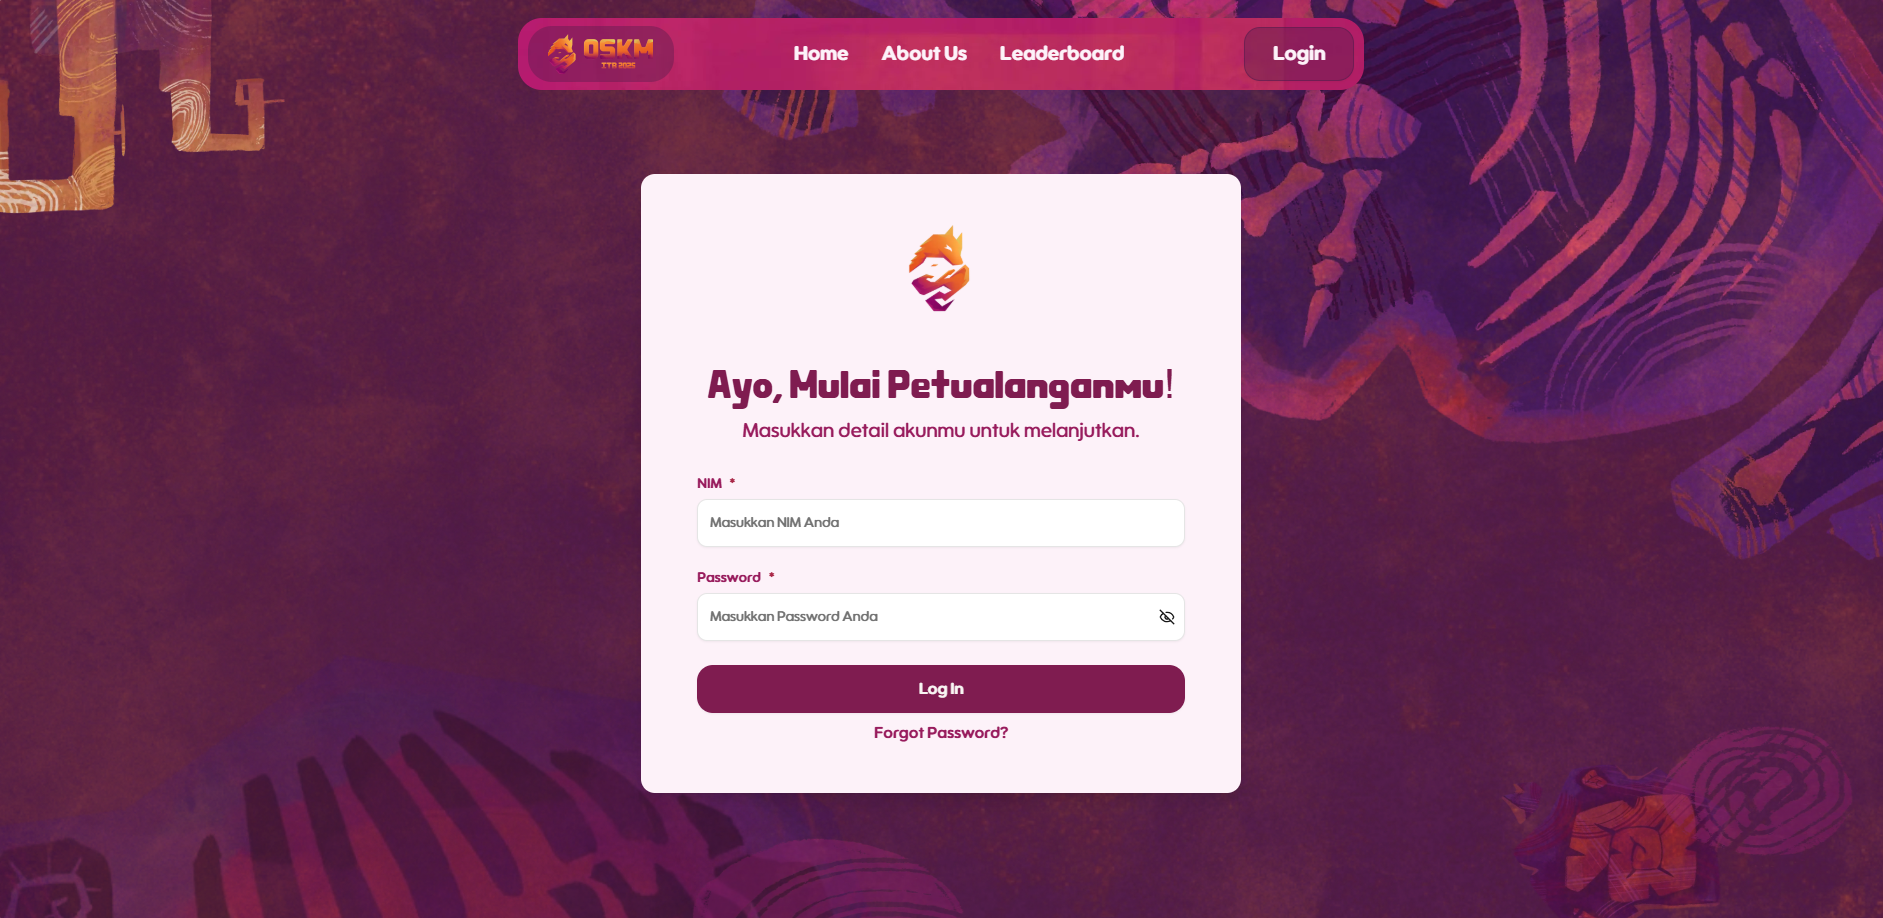 OSKM
ITB 2025
Home
About Us
Leaderboard
Login
Ayo, Mulai Petualanganmu!
Masukkan detail akunmu untuk melanjutkan.
NIM *
Masukkan NIM Anda
Password *
Masukkan Password Anda
Log In
Forgot Password?